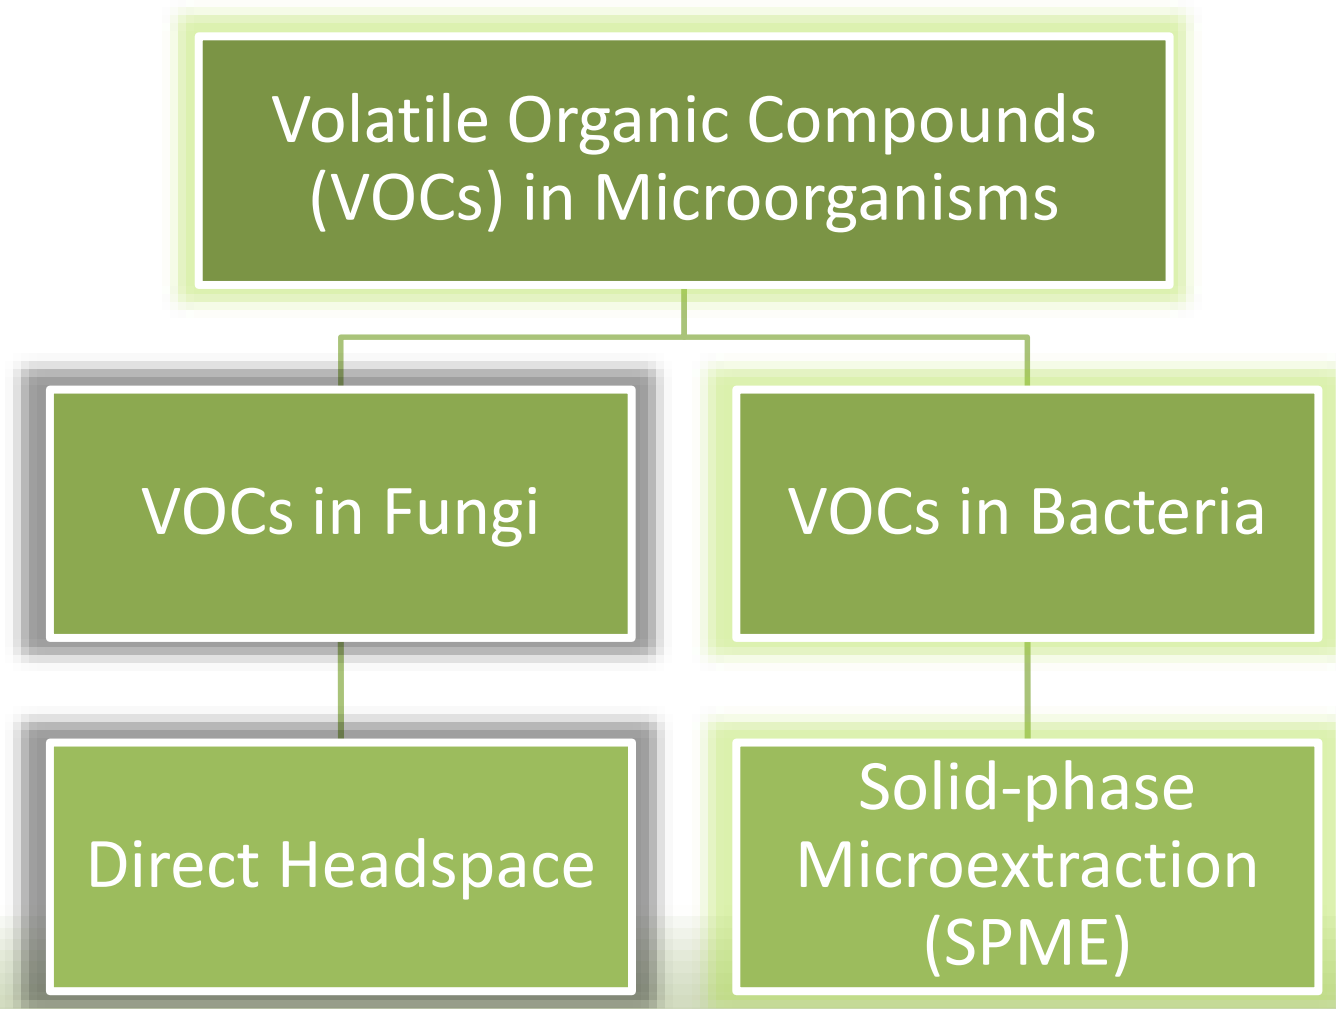 Volatile Organic Compounds
(VOCs) in Microorganisms
VOCs in Fungi
VOCs in Bacteria
Direct Headspace
Solid-phase
Microextraction
(SPME)